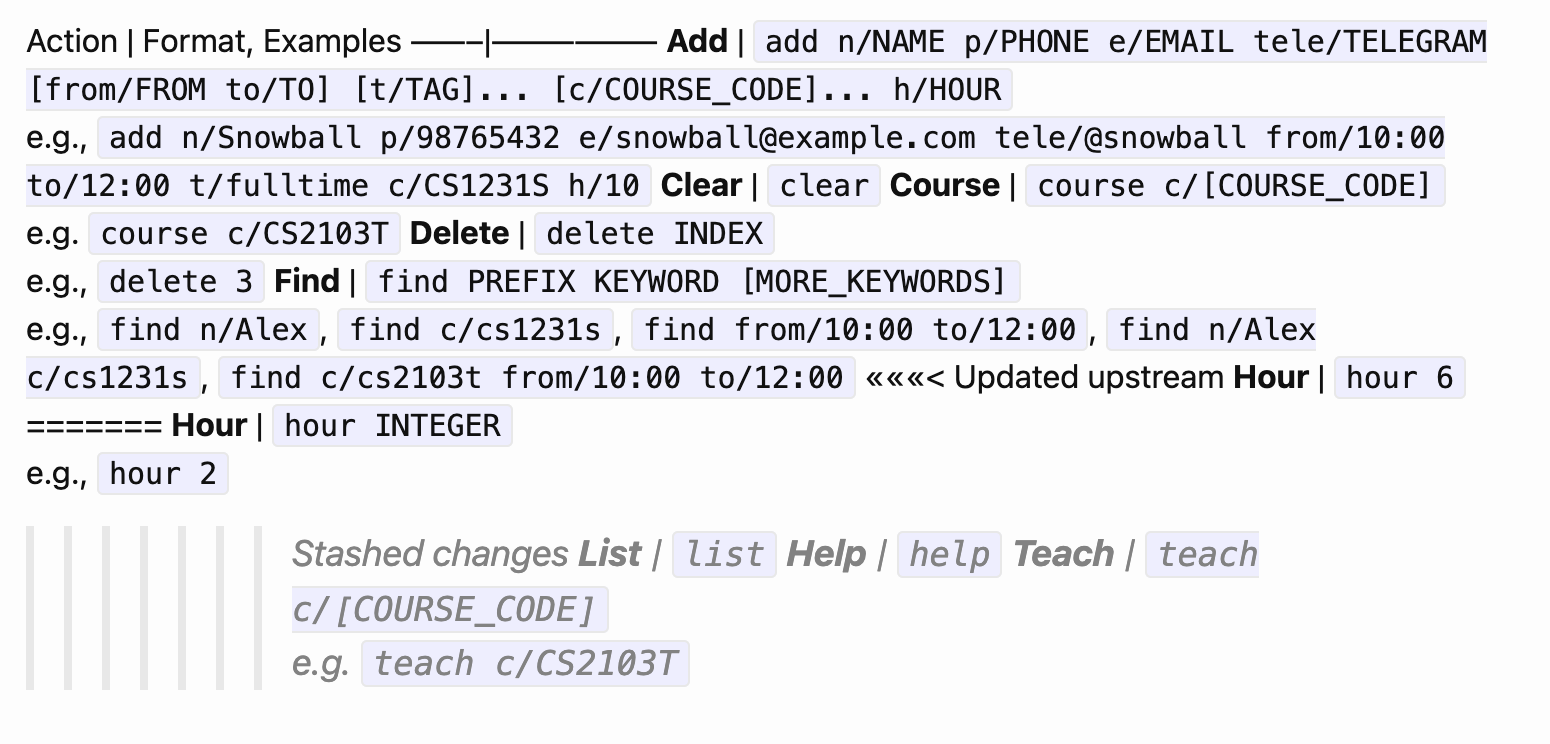 Action | Format, Examples ——–|—————— Add | add n/NAME p/PHONE e/EMAIL tele/TELEGRAM
[from/FROM to/TO] [t/TAG]... [c/COURSE_CODE]... h/HOUR
e.g., add n/Snowball p/98765432 e/snowball@example.com tele/@snowball from/10:00
to/12:00 t/fulltime c/CS1231S h/10 Clear | clear Course | course c/[COURSE_CODE]
e.g. course c/CS2103T Delete | delete INDEX
e.g., delete 3 Find | find PREFIX KEYWORD [MORE_KEYWORDS]
e.g., find n/Alex, find c/cs1231s, find from/10:00 to/12:00, find n/Alex
c/cs1231s, find c/cs2103t from/10:00 to/12:00 «««< Updated upstream Hour | hour 6
======= Hour | hour INTEGER
e.g., hour 2
Stashed changes List | list Help | help Teach | teach
c/[COURSE_CODE]
e.g. teach c/CS2103T